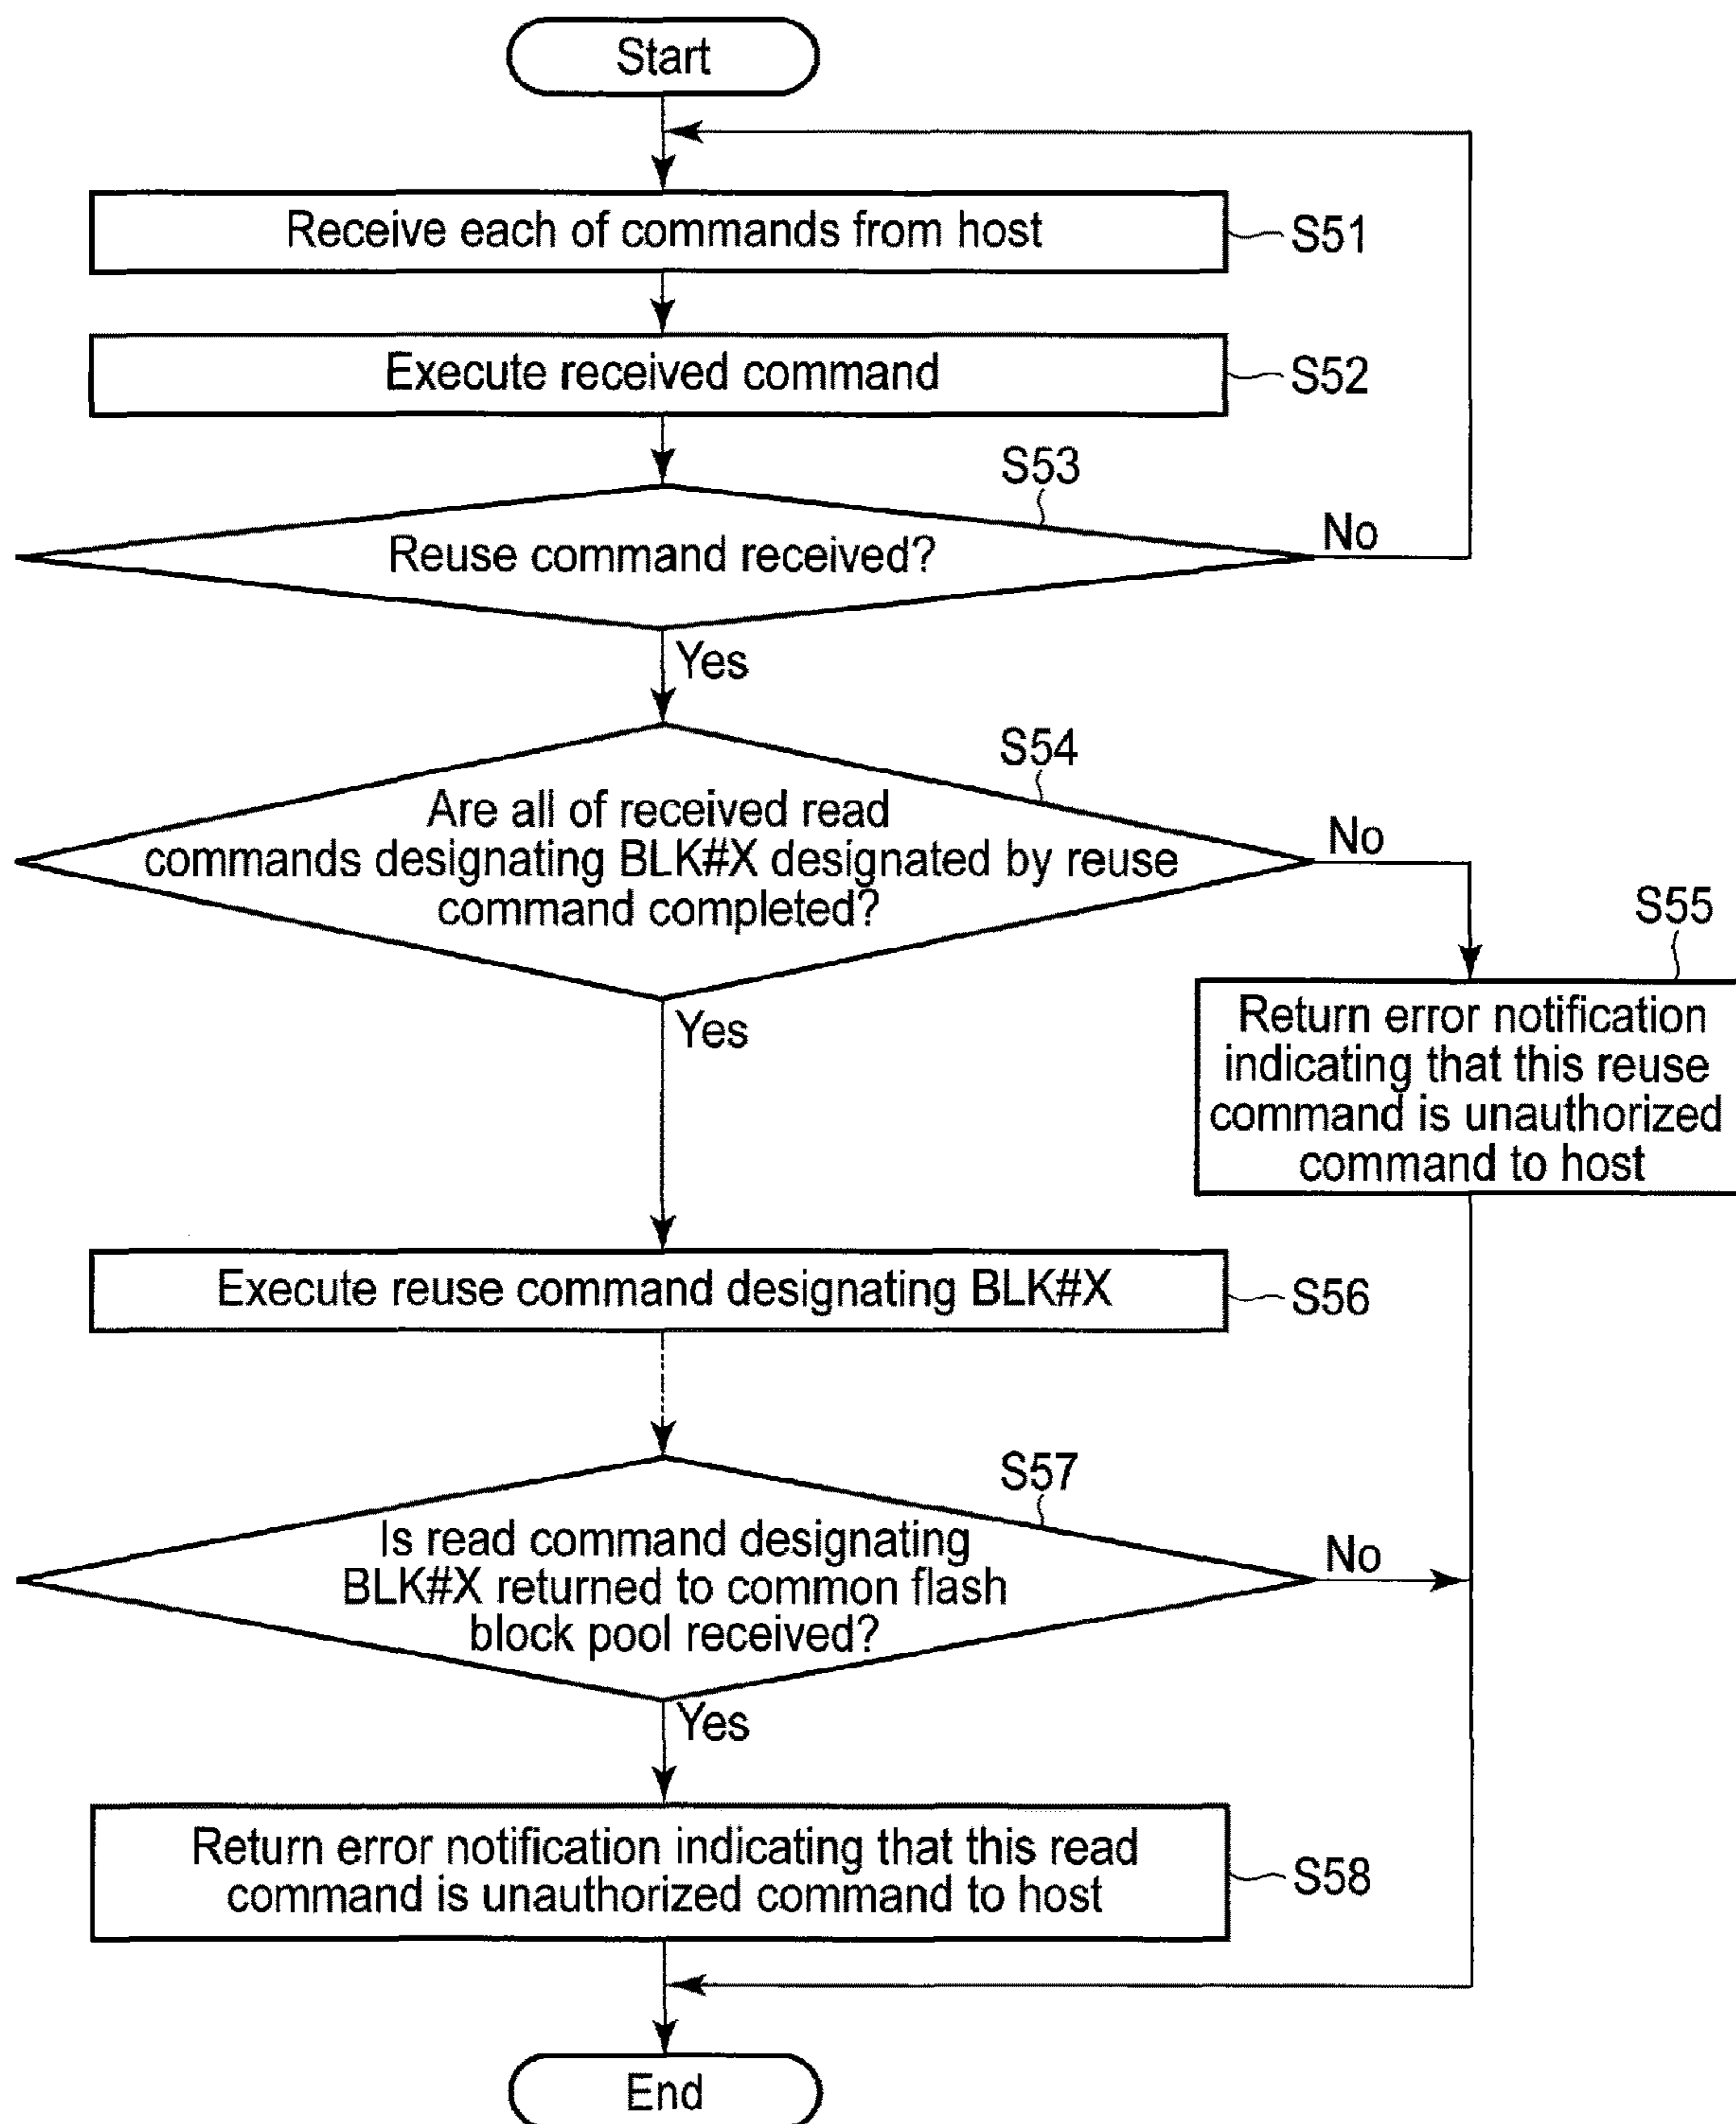 Start
Receive each of commands from host
S51
Execute received command
S52
S53
Reuse command received?
No
Yes
S54
Are all of received read
commands designating BLK#X designated by reuse
command completed?
No
Yes
S55
Return error notification
indicating that this reuse
command is unauthorized
command to host
Execute reuse command designating BLK#X
S56
S57
Is read command designating
BLK#X returned to common flash
block pool received?
No
Yes
Return error notification indicating that this read
command is unauthorized command to host
S58
End